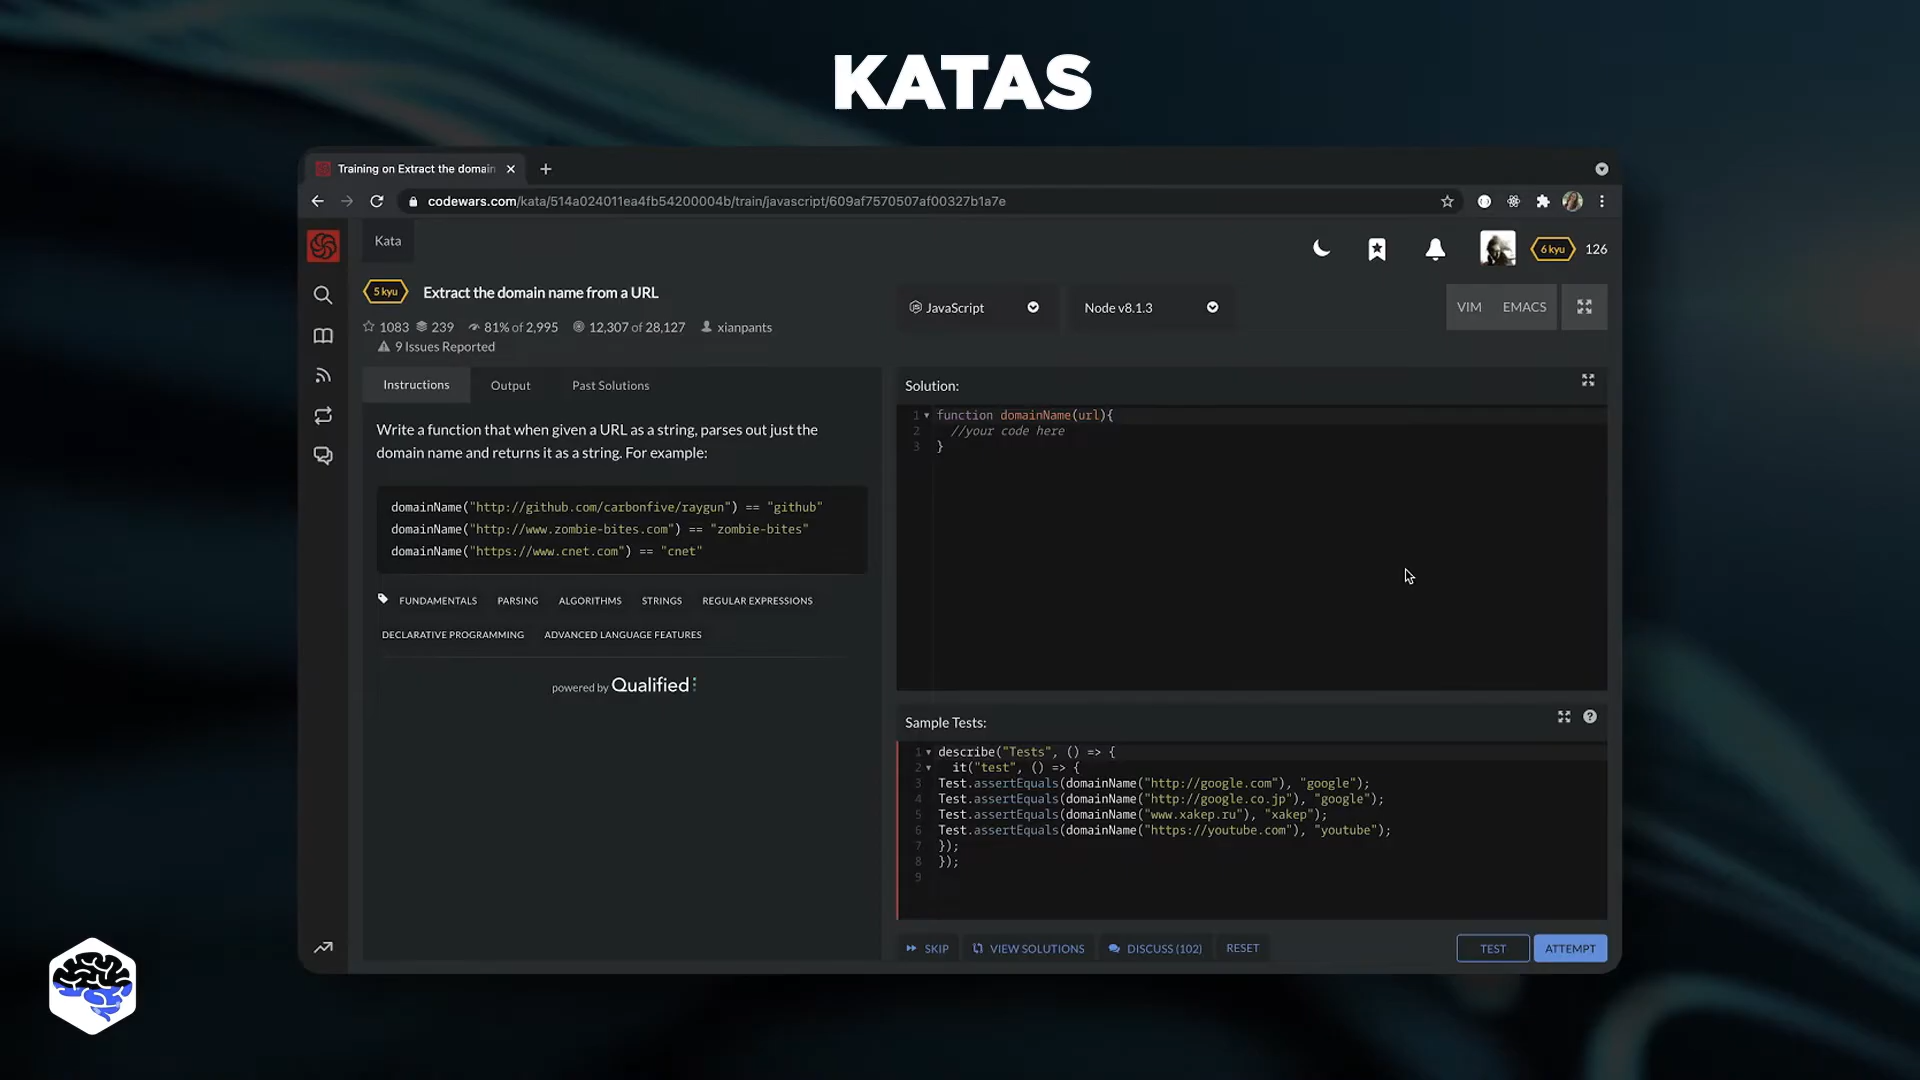 KATAS
Training on Extract the domain
codewars.com/kata/514a024011ea4fb54200004b/train/javascript/609af7570507af00327b1a7e
Kata
6 kyu 126
5 kyu Extract the domain name from a URL
1083 239 81% of 2,995 12,307 of 28,127 xianpants
9 Issues Reported
JavaScript Node v8.1.3 VIM EMACS
Instructions Output Past Solutions
Write a function that when given a URL as a string, parses out just the
domain name and returns it as a string. For example:
domainName("http://github.com/carbonfive/raygun") == "github"
domainName("http://www.zombie-bites.com") == "zombie-bites"
domainName("https://www.cnet.com") == "cnet"
FUNDAMENTALS PARSING ALGORITHMS STRINGS REGULAR EXPRESSIONS
DECLARATIVE PROGRAMMING ADVANCED LANGUAGE FEATURES
powered by Qualified
Solution:
1 function domainName(url){
2 //your code here
3 }
Sample Tests:
1 describe("Tests", () => {
2 it("test", () => {
3 Test.assertEquals(domainName("http://google.com"), "google");
4 Test.assertEquals(domainName("http://google.co.jp"), "google");
5 Test.assertEquals(domainName("www.xakep.ru"), "xakep");
6 Test.assertEquals(domainName("https://youtube.com"), "youtube");
7 });
8 });
9
SKIP VIEW SOLUTIONS DISCUSS (102) RESET TEST ATTEMPT